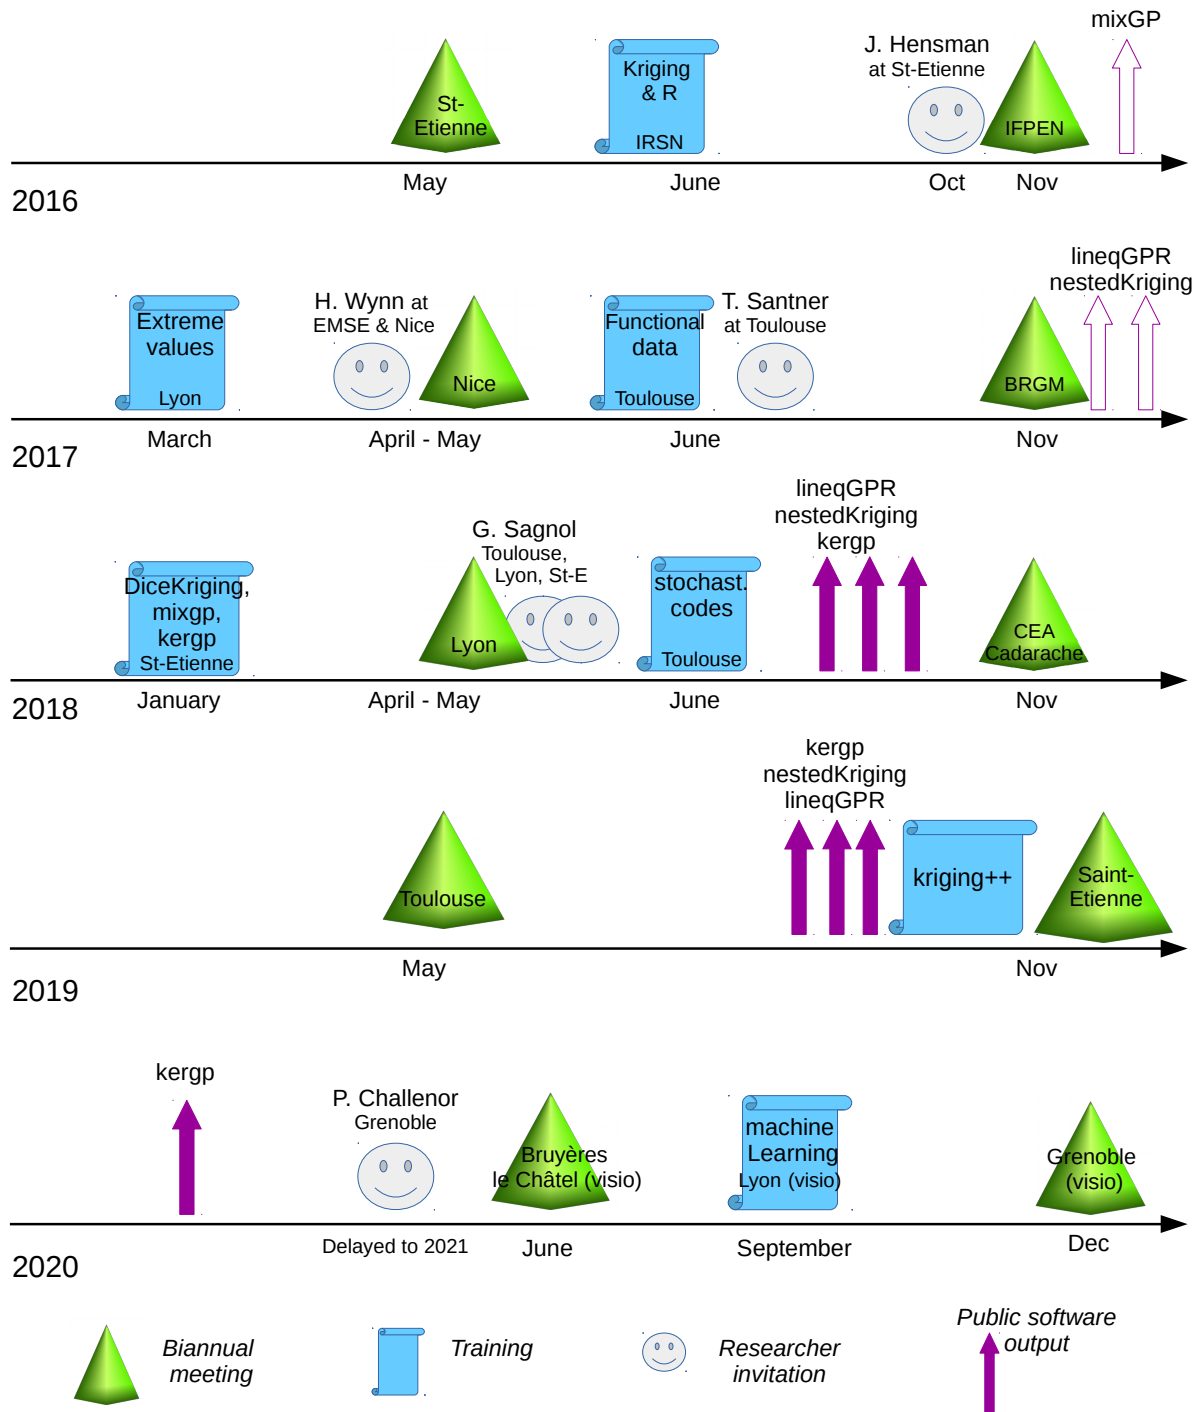 mixGP
J. Hensman
at St-Etienne
Kriging
& R
IRSN
St-
Etienne
IFPEN
May
June
Oct
Nov
2016
lineqGPR
nestedKriging
H. Wynn at
EMSE & Nice
T. Santner
at Toulouse
Extreme
values
Lyon
Nice
Functional
data
Toulouse
BRGM
March
April - May
June
Nov
2017
lineqGPR
nestedKriging
kergp
G. Sagnol
Toulouse,
Lyon, St-E
DiceKriging,
mixgp,
kergp
St-Etienne
Lyon
stochast.
codes
Toulouse
CEA
Cadarache
January
April - May
June
Nov
2018
kergp
nestedKriging
lineqGPR
Toulouse
kriging++
Saint-
Etienne
May
Nov
2019
kergp
P. Challenor
Grenoble
Bruyères
le Châtel (visio)
machine
Learning
Lyon (visio)
Grenoble
(visio)
Delayed to 2021
June
September
Dec
2020
Biannual
meeting
Training
Researcher
invitation
Public software
output